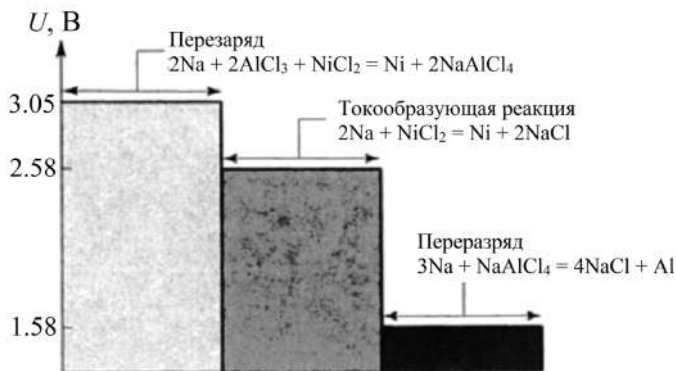 U, В
Перезаряд
2Na + 2AlCl₃ + NiCl₂ = Ni + 2NaAlCl₄
3.05
Токообразующая реакция
2Na + NiCl₂ = Ni + 2NaCl
2.58
Переразряд
3Na + NaAlCl₄ = 4NaCl + Al
1.58